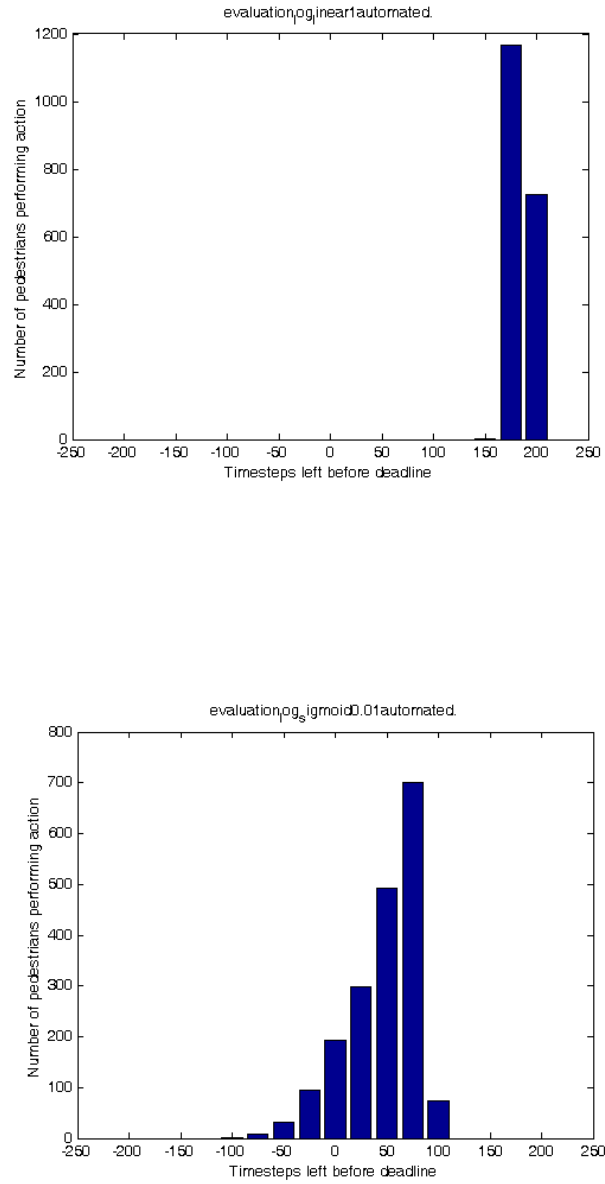 evaluation_log_linear1automated.
1200
1000
800
600
400
200
0
Number of pedestrians performing action
-250 -200 -150 -100 -50 0 50 100 150 200 250
Timesteps left before deadline
evaluation_log_sigmoid0.01automated.
800
700
600
500
400
300
200
100
0
Number of pedestrians performing action
-250 -200 -150 -100 -50 0 50 100 150 200 250
Timesteps left before deadline